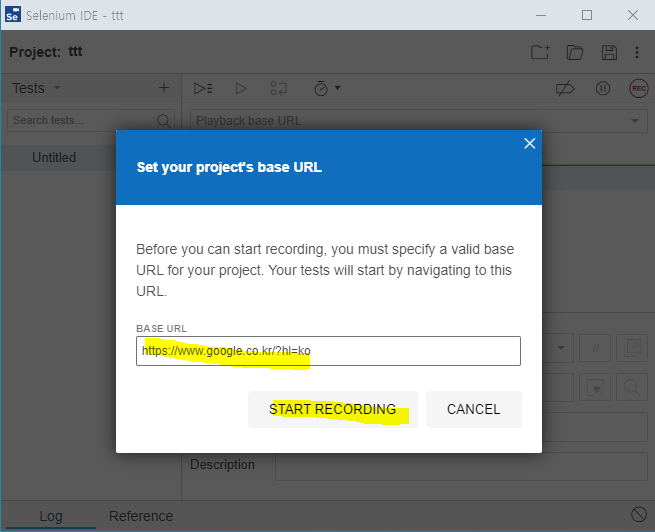 Se Selenium IDE - ttt
Project: ttt
Tests
Search tests...
Untitled
REC
Playback base URL
Set your project's base URL
Before you can start recording, you must specify a valid base
URL for your project. Your tests will start by navigating to this
URL.
BASE URL
https://www.google.co.kr/?hl=ko
START RECORDING
CANCEL
//
Description
Log
Reference